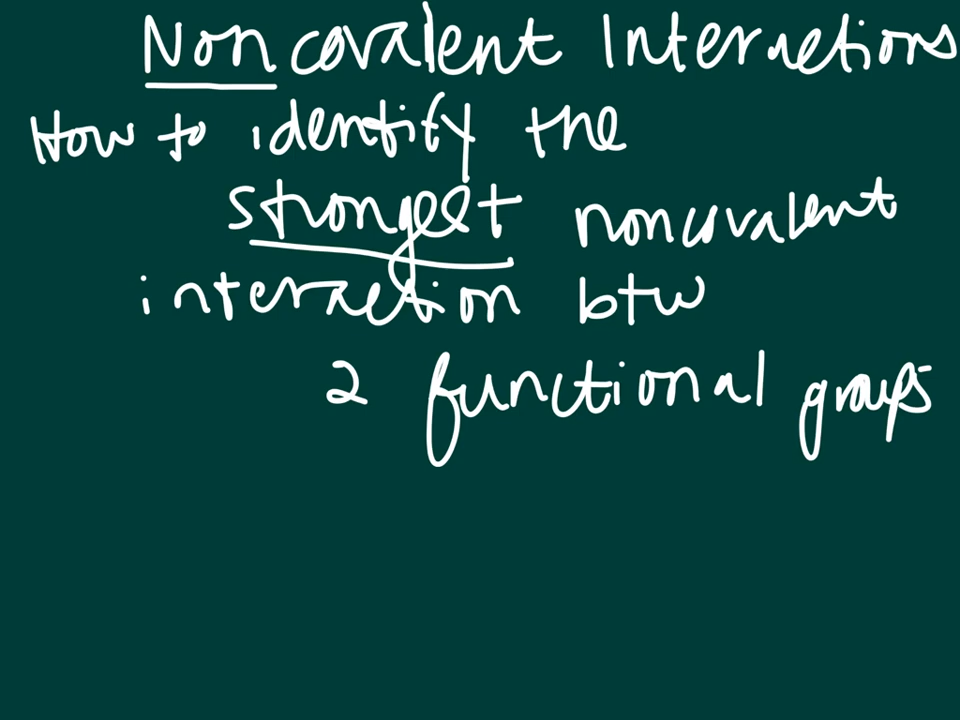 Noncovalent Interactions
How to identify the
strongest noncovalent
interaction btw
2 functional groups